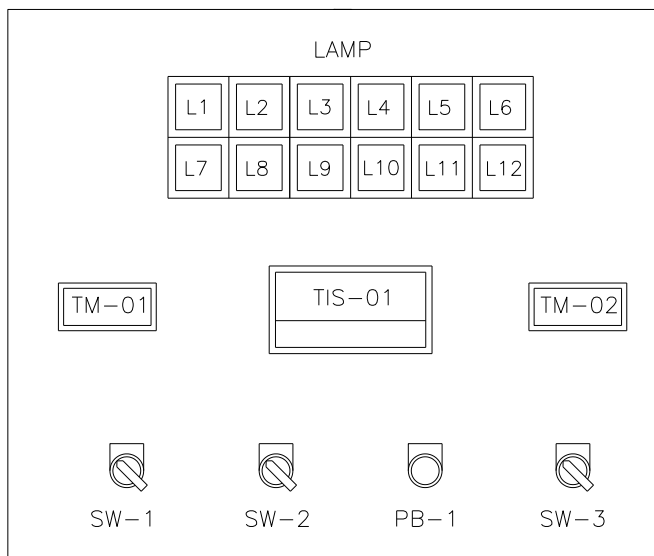 LAMP
L1 L2 L3 L4 L5 L6
L7 L8 L9 L10 L11 L12
TM-01 TIS-01 TM-02
SW-1 SW-2 PB-1 SW-3